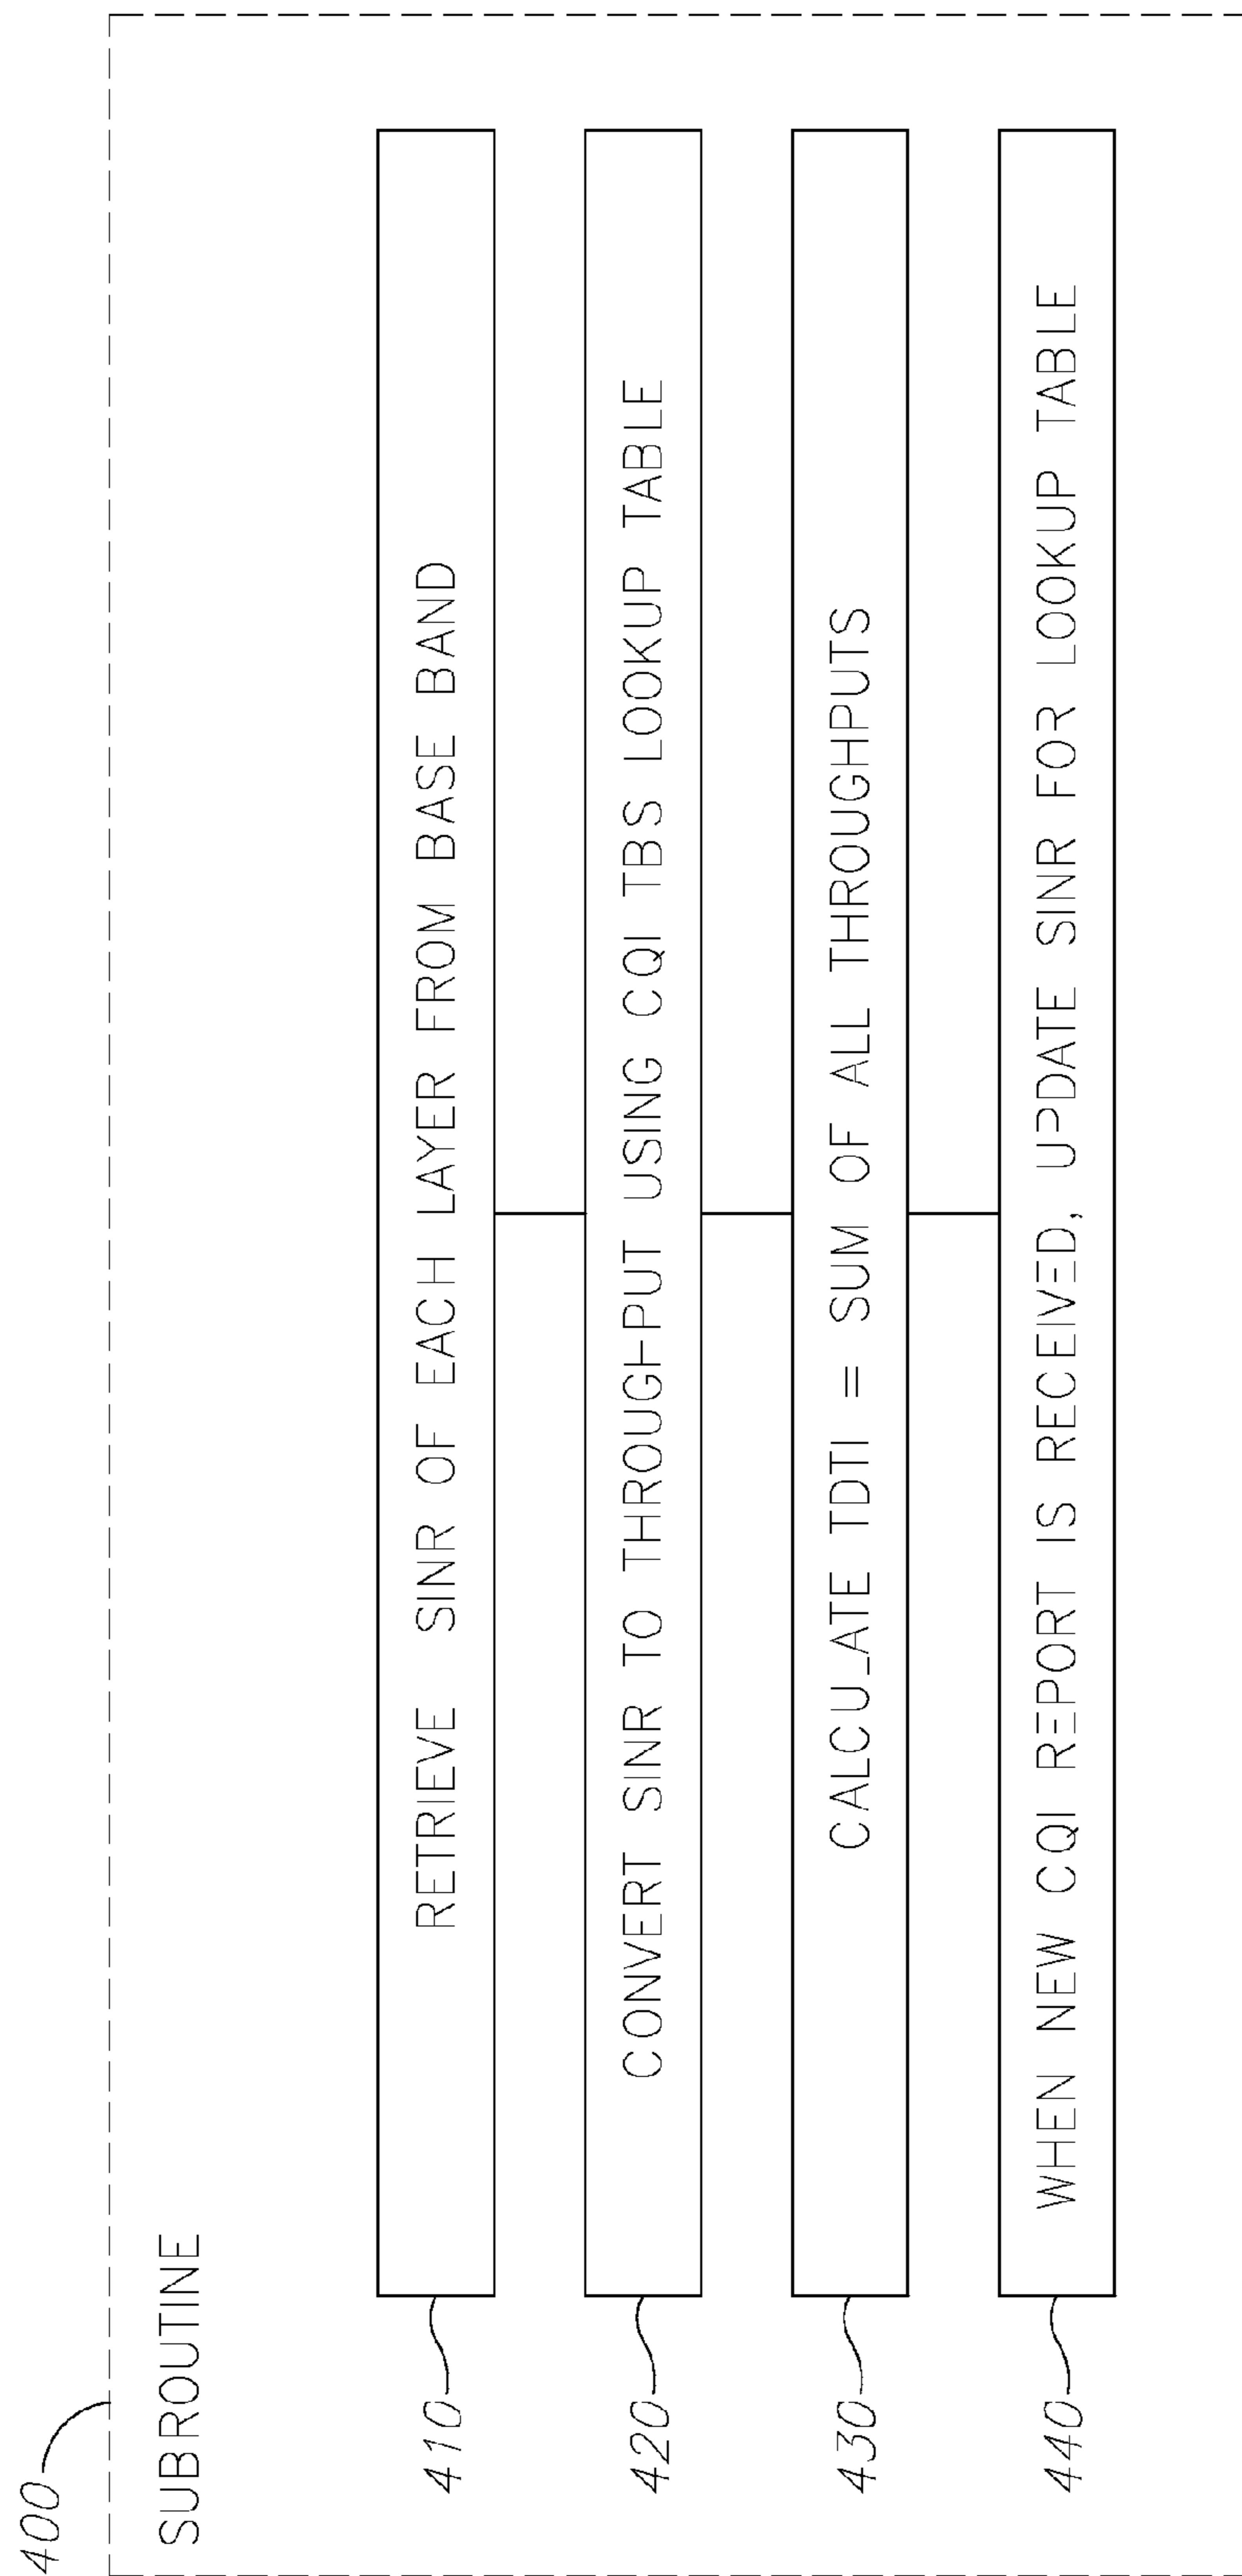 400
SUBROUTINE
410
RETRIEVE SINR OF EACH LAYER FROM BASE BAND
420
CONVERT SINR TO THROUGHPUT USING CQI TBS LOOKUP TABLE
430
CALCULATE TDTI = SUM OF ALL THROUGHPUTS
440
WHEN NEW CQI REPORT IS RECEIVED, UPDATE SINR FOR LOOKUP TABLE